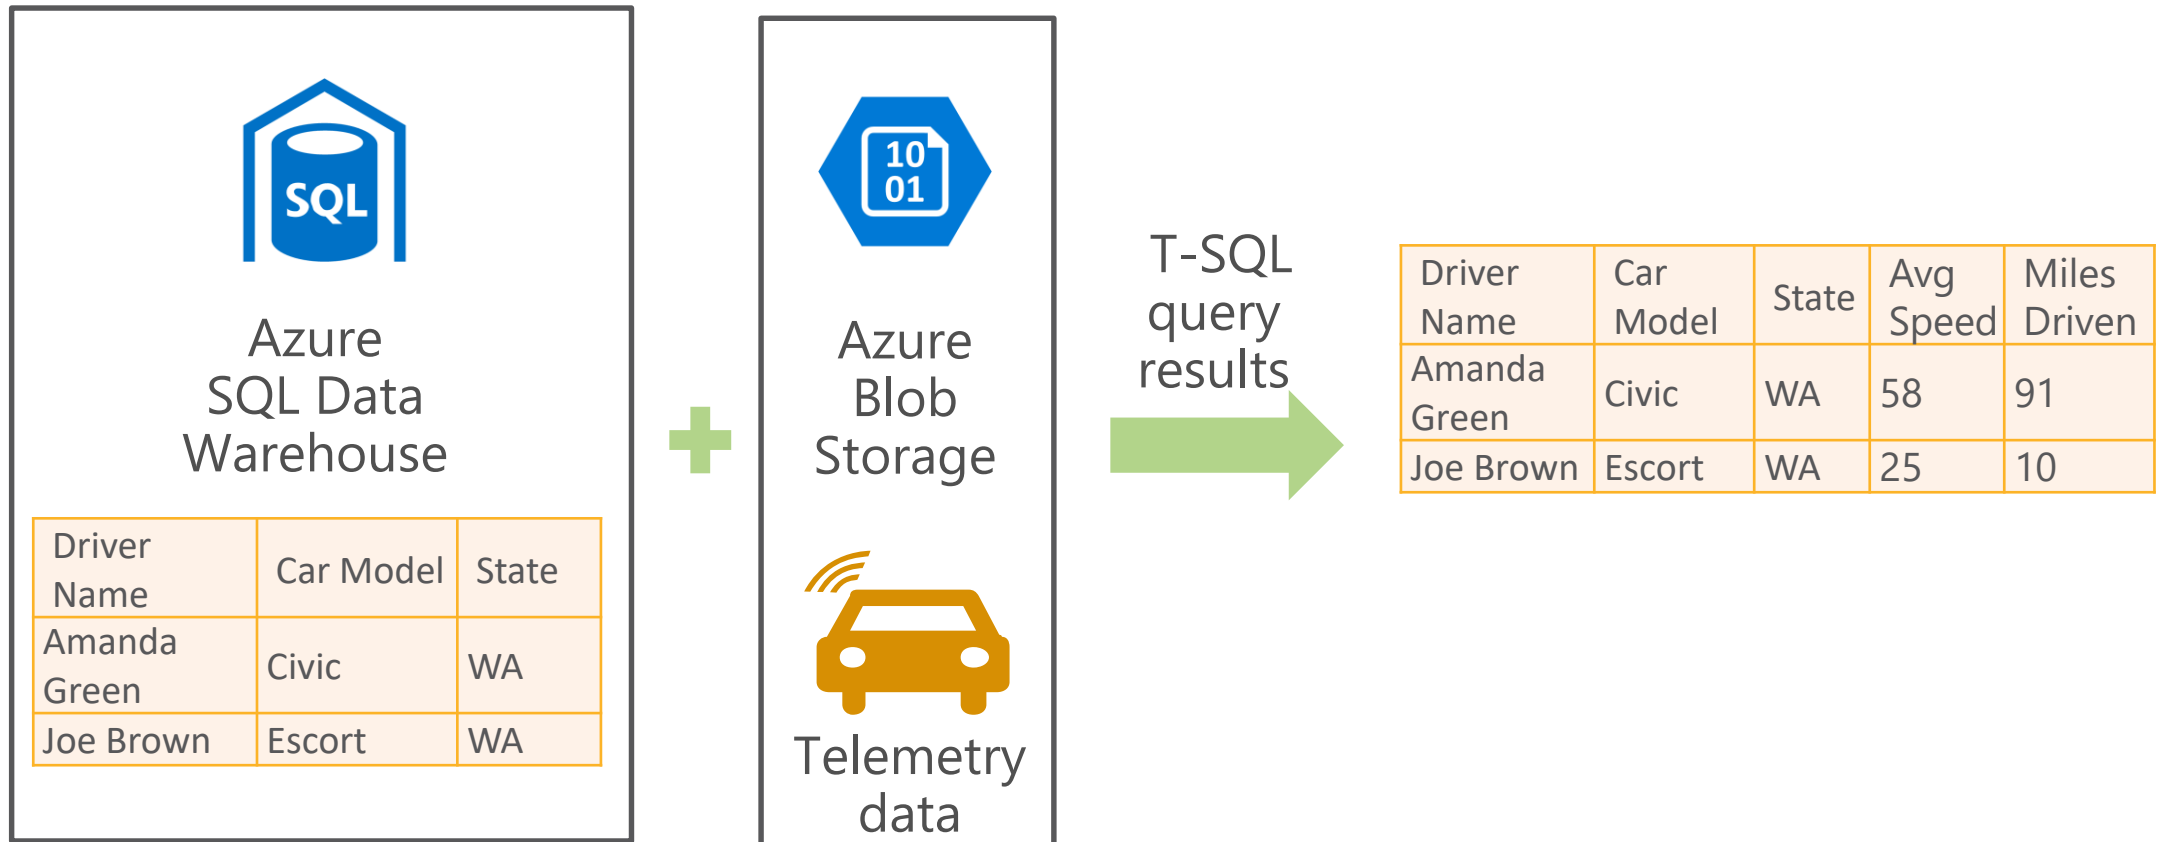 SQL
Azure
SQL Data
Warehouse
Driver
Name
Car Model
State
Amanda
Green
Civic
WA
Joe Brown
Escort
WA
10
01
Azure
Blob
Storage
Telemetry
data
T-SQL
query
results
Driver
Name
Car
Model
State
Avg
Speed
Miles
Driven
Amanda
Green
Civic
WA
58
91
Joe Brown
Escort
WA
25
10